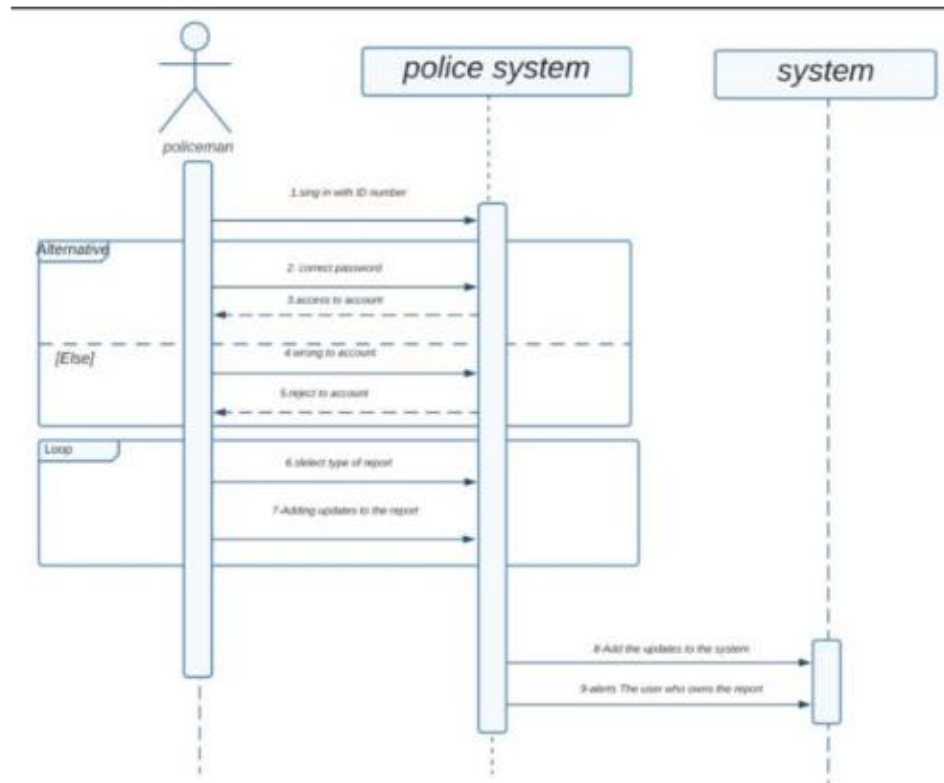 police system
system
policeman
1.sing in with ID number
Alternative
2. correct password
3.access to account
[Else]
4.wrong to account
5.reject to account
Loop
6.slelect type of report
7-Adding updates to the report
8-Add the updates to the system
9-alerts The user who owns the report